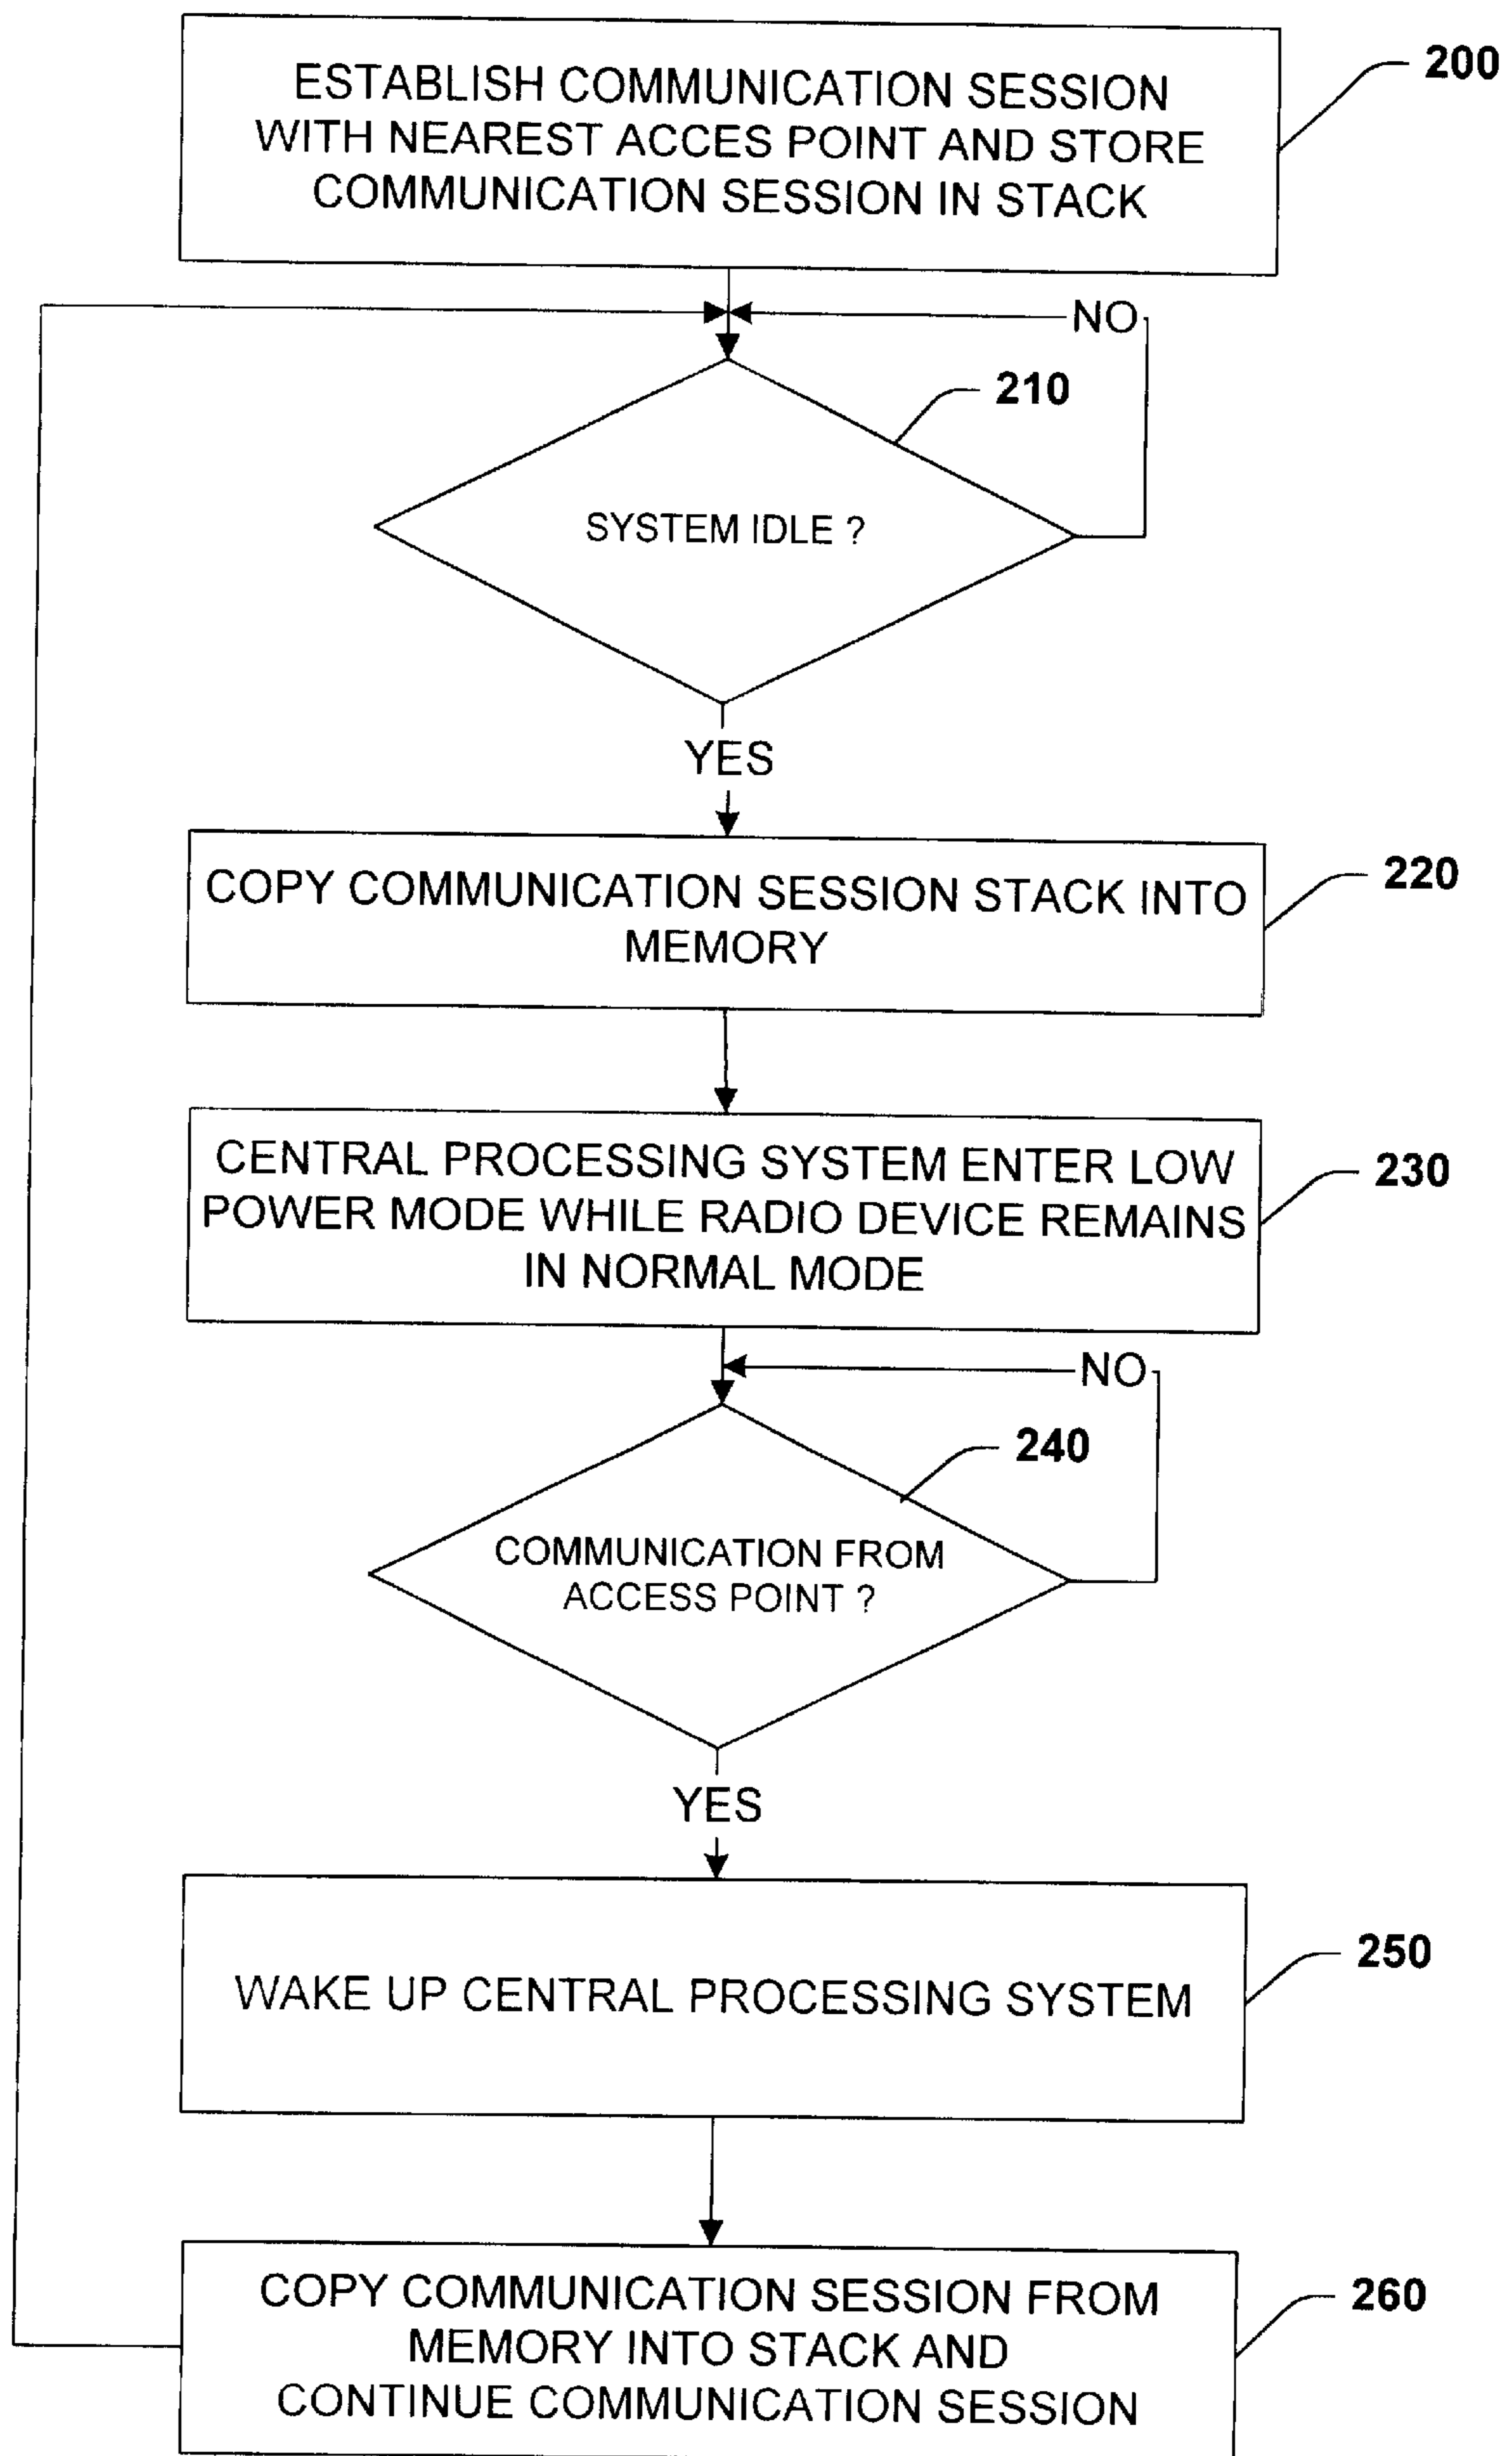 ESTABLISH COMMUNICATION SESSION
WITH NEAREST ACCES POINT AND STORE
COMMUNICATION SESSION IN STACK
200
NO
210
SYSTEM IDLE ?
YES
COPY COMMUNICATION SESSION STACK INTO
MEMORY
220
CENTRAL PROCESSING SYSTEM ENTER LOW
POWER MODE WHILE RADIO DEVICE REMAINS
IN NORMAL MODE
230
NO
240
COMMUNICATION FROM
ACCESS POINT ?
YES
WAKE UP CENTRAL PROCESSING SYSTEM
250
COPY COMMUNICATION SESSION FROM
MEMORY INTO STACK AND
CONTINUE COMMUNICATION SESSION
260